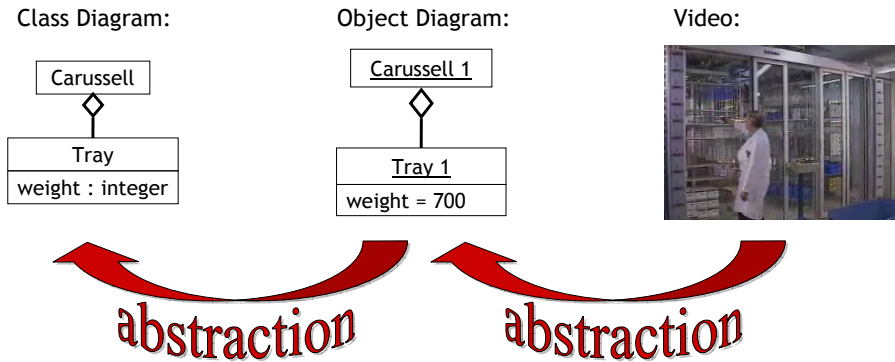 Class Diagram:
Object Diagram:
Video:
Carussell
Tray
weight : integer
Carussell 1
Tray 1
weight = 700
abstraction
abstraction